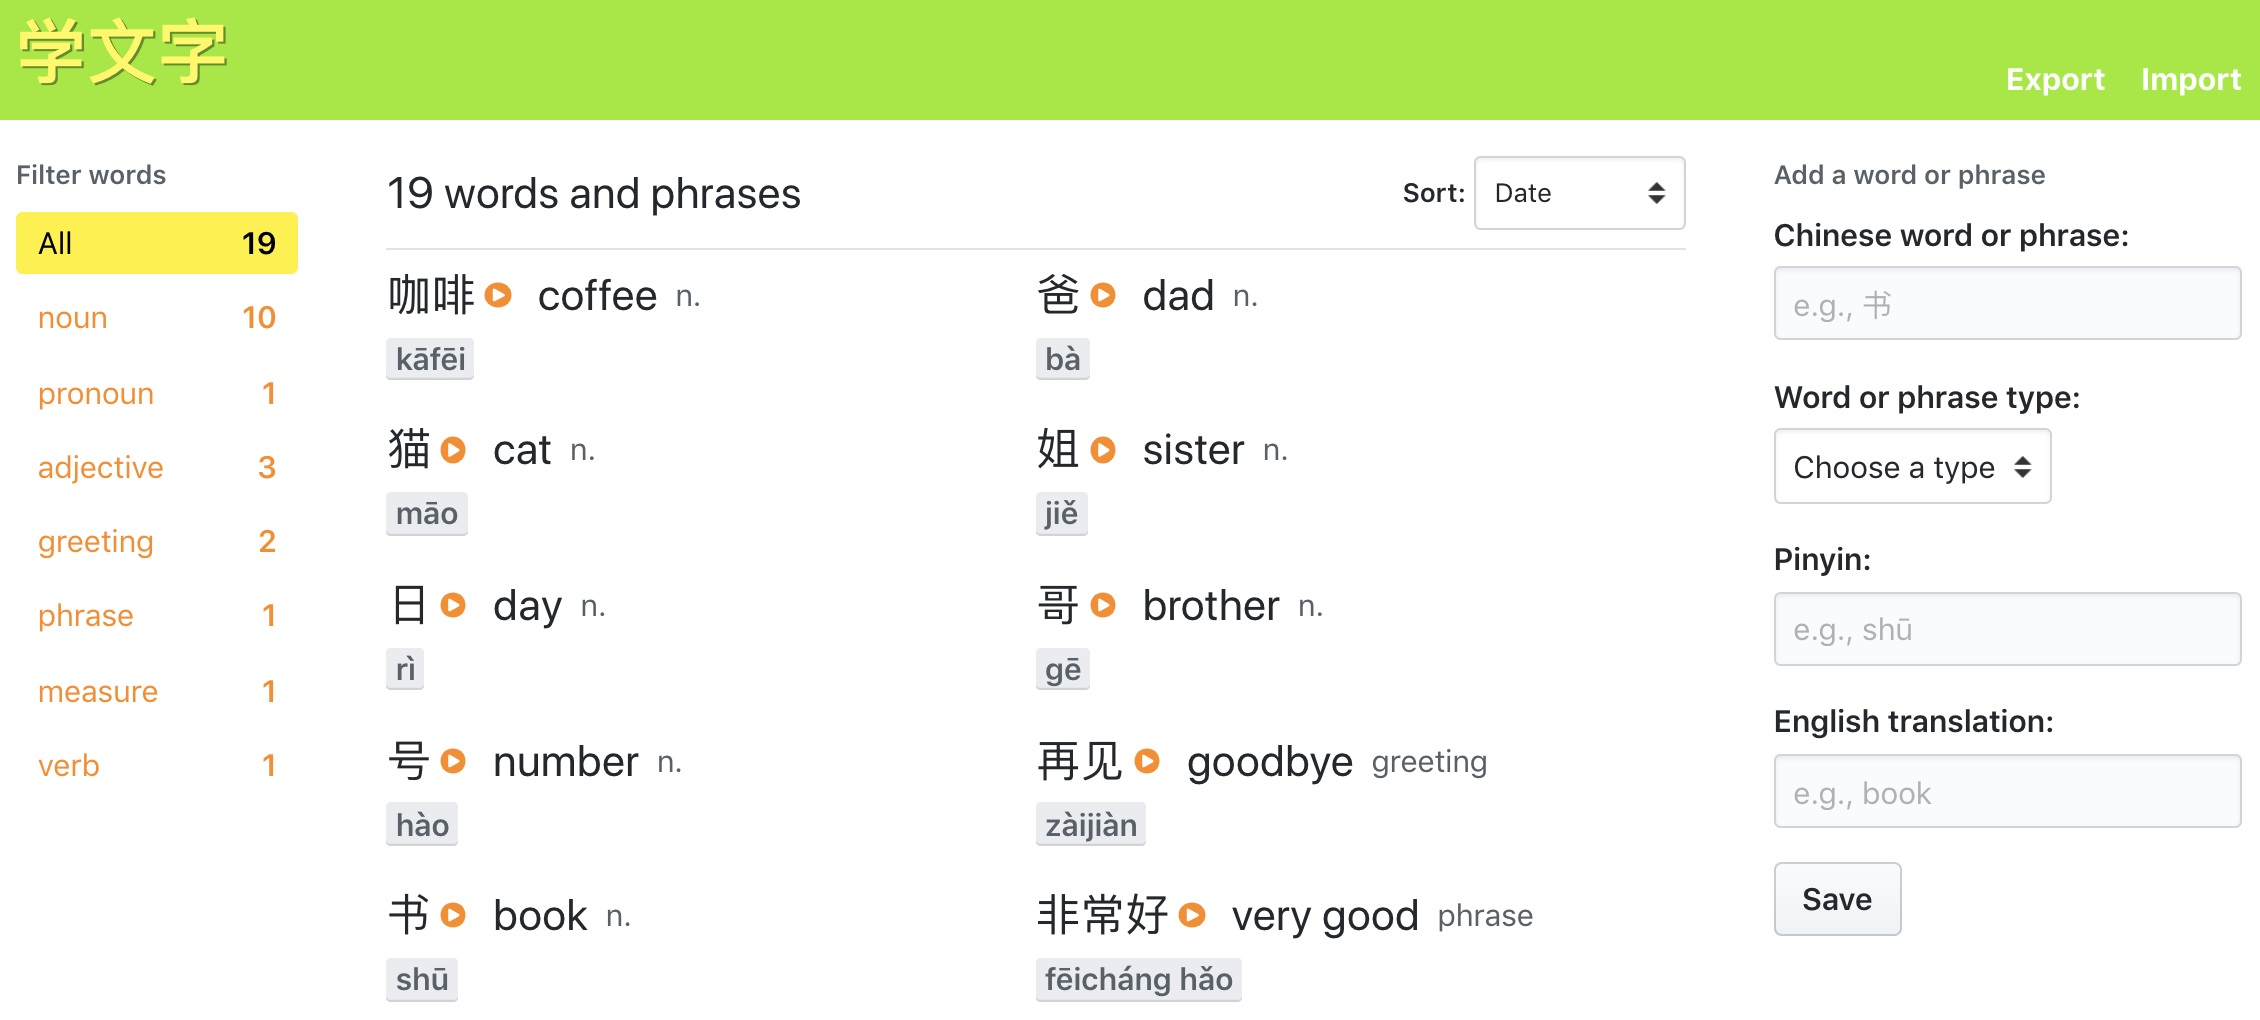 学文字
Export Import
Filter words
All 19
noun 10
pronoun 1
adjective 3
greeting 2
phrase 1
measure 1
verb 1
19 words and phrases
Sort: Date
咖啡 coffee n.
kāfēi
爸 dad n.
bà
猫 cat n.
māo
姐 sister n.
jiě
日 day n.
rì
哥 brother n.
gē
号 number n.
hào
再见 goodbye greeting
zàijiàn
书 book n.
shū
非常好 very good phrase
fēicháng hǎo
Add a word or phrase
Chinese word or phrase:
e.g., 书
Word or phrase type:
Choose a type
Pinyin:
e.g., shū
English translation:
e.g., book
Save